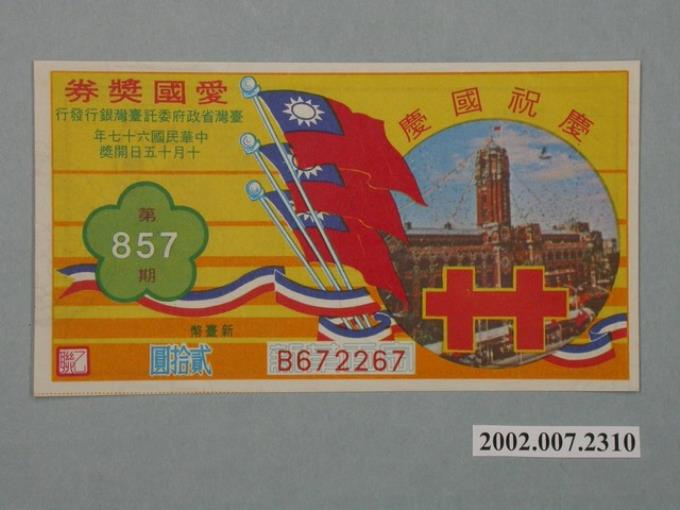 愛國獎券
臺灣省政府委託臺灣銀行發行
中華民國六十七年
十月十五日開獎
慶祝國慶
第
857
期
新臺幣
貳拾圓
B672267
乙聯
2002.007.2310